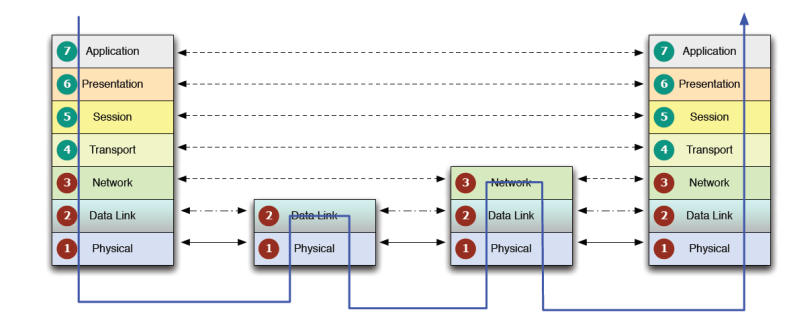 7 Application
6 Presentation
5 Session
4 Transport
3 Network
2 Data Link
1 Physical
2 Data Link
1 Physical
3 Network
2 Data Link
1 Physical
7 Application
6 Presentation
5 Session
4 Transport
3 Network
2 Data Link
1 Physical